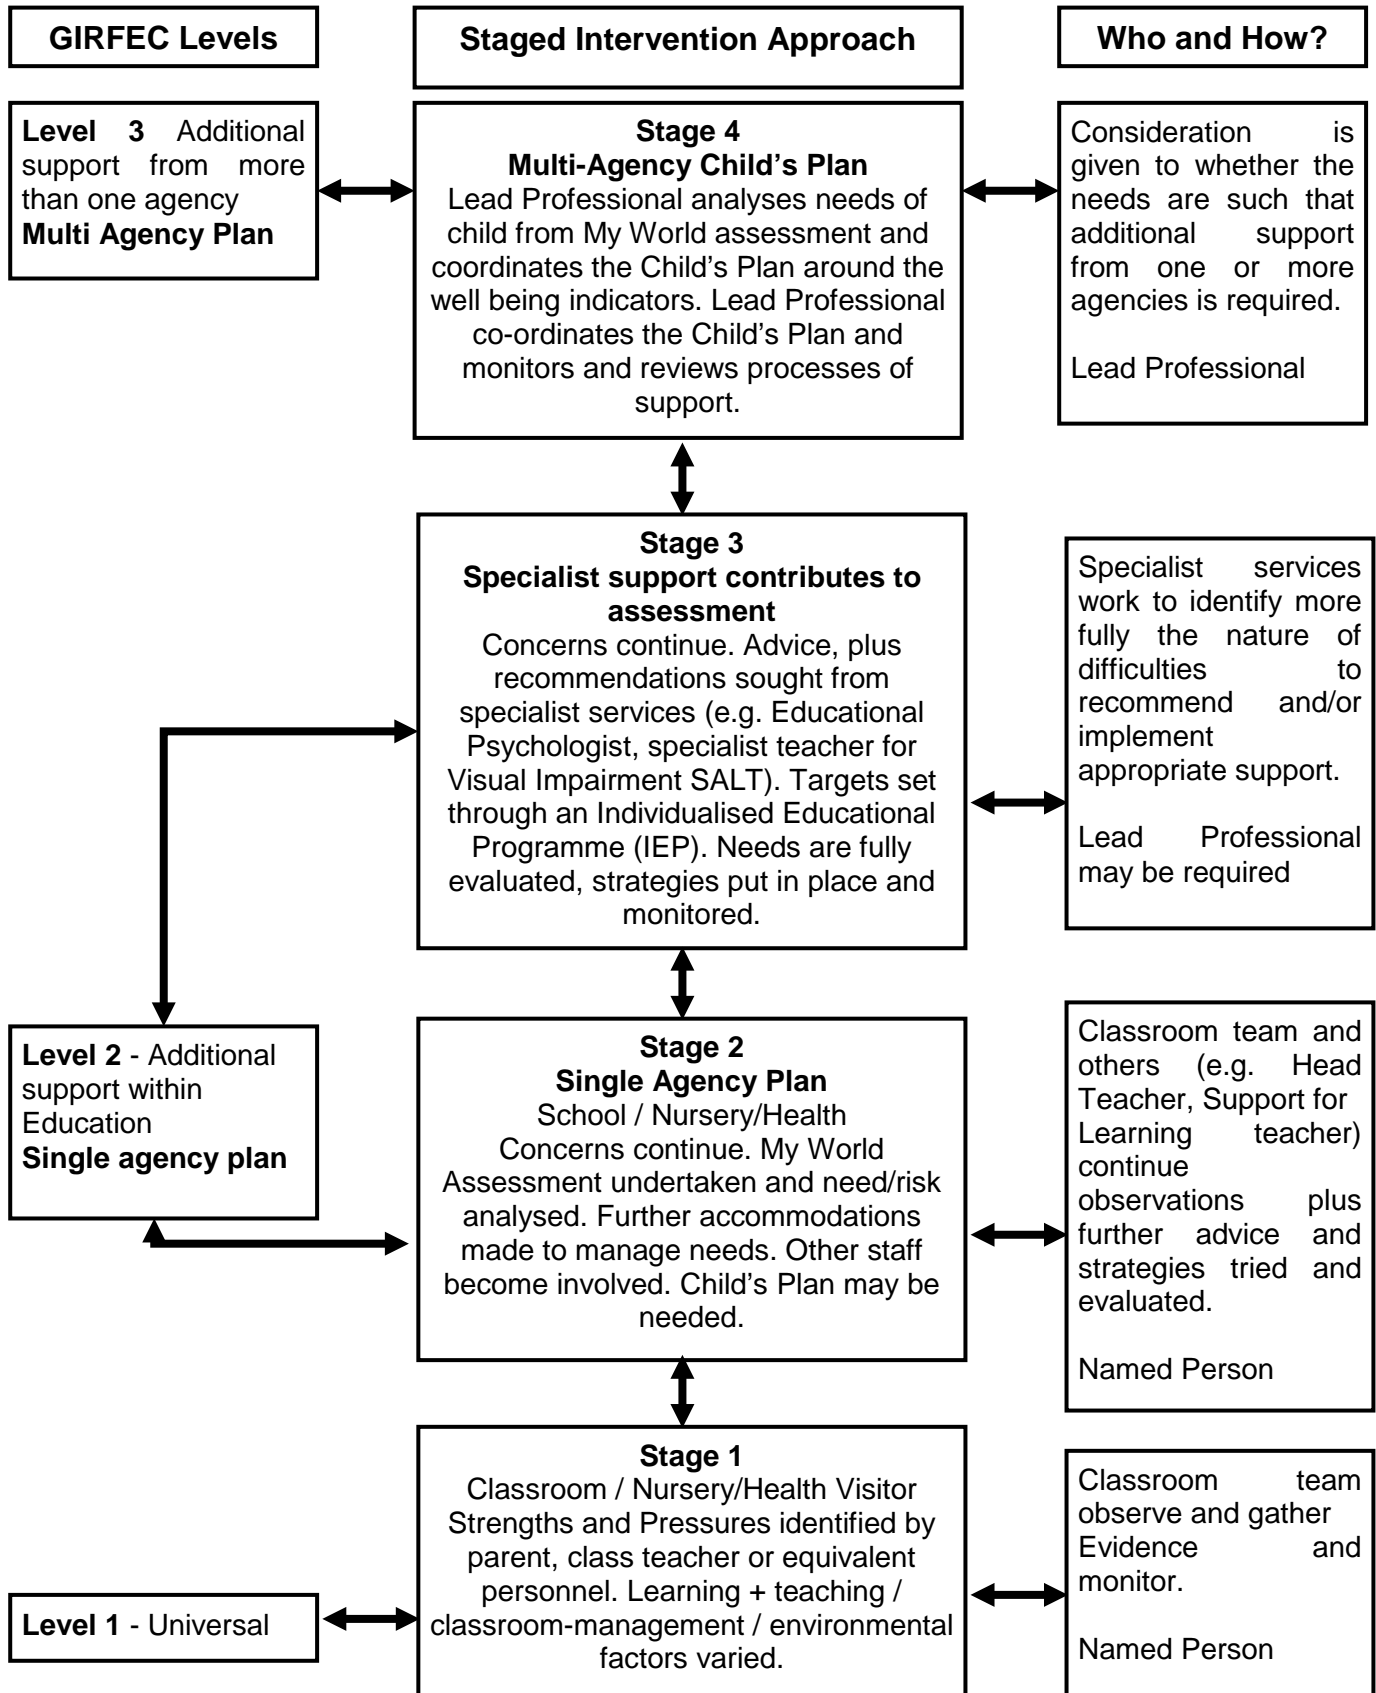 GIRFEC Levels
Staged Intervention Approach
Who and How?
Level 3 Additional
support from more
than one agency
Multi Agency Plan
Stage 4
Multi-Agency Child’s Plan
Lead Professional analyses needs of
child from My World assessment and
coordinates the Child’s Plan around the
well being indicators. Lead Professional
co-ordinates the Child’s Plan and
monitors and reviews processes of
support.
Consideration is
given to whether the
needs are such that
additional support
from one or more
agencies is required.
Lead Professional
Stage 3
Specialist support contributes to
assessment
Concerns continue. Advice, plus
recommendations sought from
specialist services (e.g. Educational
Psychologist, specialist teacher for
Visual Impairment SALT). Targets set
through an Individualised Educational
Programme (IEP). Needs are fully
evaluated, strategies put in place and
monitored.
Specialist services
work to identify more
fully the nature of
difficulties to
recommend and/or
implement
appropriate support.
Lead Professional
may be required
Level 2 - Additional
support within
Education
Single agency plan
Stage 2
Single Agency Plan
School / Nursery/Health
Concerns continue. My World
Assessment undertaken and need/risk
analysed. Further accommodations
made to manage needs. Other staff
become involved. Child’s Plan may be
needed.
Classroom team and
others (e.g. Head
Teacher, Support for
Learning teacher)
continue
observations plus
further advice and
strategies tried and
evaluated.
Named Person
Level 1 - Universal
Stage 1
Classroom / Nursery/Health Visitor
Strengths and Pressures identified by
parent, class teacher or equivalent
personnel. Learning + teaching /
classroom-management / environmental
factors varied.
Classroom team
observe and gather
Evidence and
monitor.
Named Person